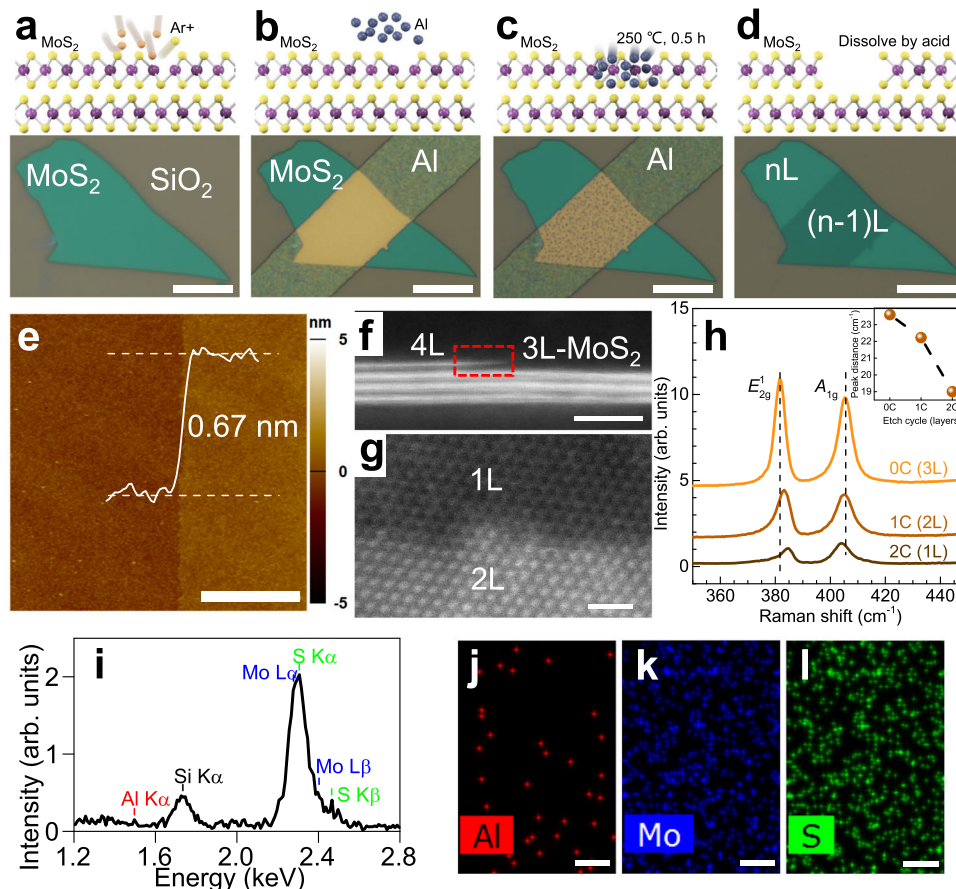 a
MoS₂
Ar+
b
MoS₂
Al
c
MoS₂
250 ℃, 0.5 h
d
MoS₂
Dissolve by acid
MoS₂
SiO₂
MoS₂
Al
Al
nL
(n-1)L
e
0.67 nm
nm
5
0
-5
f
4L
3L-MoS₂
g
1L
2L
h
Intensity (arb. units)
15
10
5
0
E¹₂g
A₁g
0C (3L)
1C (2L)
2C (1L)
360
380
400
420
440
Raman shift (cm⁻¹)
Peak distance (cm⁻¹)
24
23
22
21
20
19
0C
1C
2C
Etch cycle (layers)
i
Intensity (arb. units)
2
1
0
Al Kα
Si Kα
Mo Lα
S Kα
Mo Lβ
S Kβ
1.2
1.6
2.0
2.4
2.8
Energy (keV)
j
Al
k
Mo
l
S